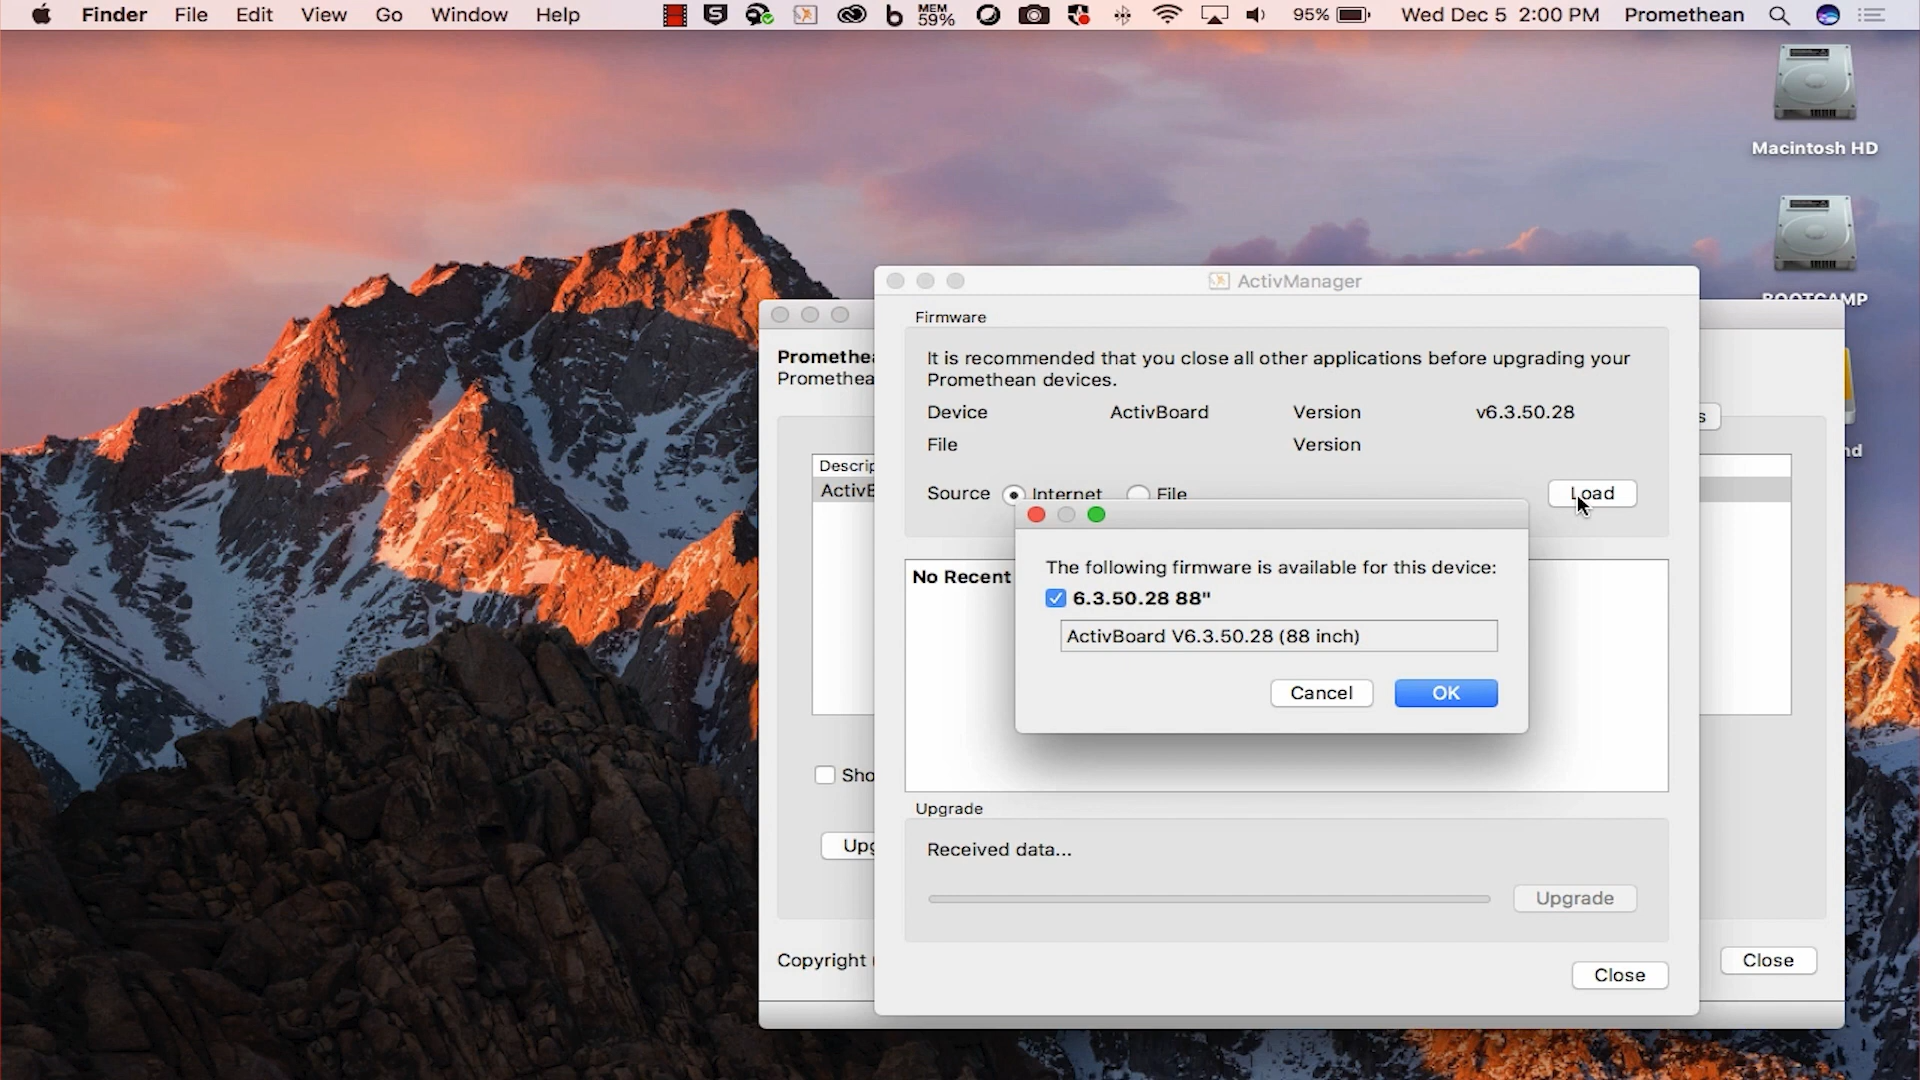 Finder File Edit View Go Window Help MEM 59% 95% Wed Dec 5 2:00 PM Promethean
Macintosh HD
BOOTCAMP
ActivManager
Firmware
It is recommended that you close all other applications before upgrading your
Promethean devices.
Device ActivBoard Version v6.3.50.28
File Version
Source Internet File Load
The following firmware is available for this device:
6.3.50.28 88"
ActivBoard V6.3.50.28 (88 inch)
Cancel OK
No Recent
Upgrade
Received data...
Upgrade
Close
Copyright
Close